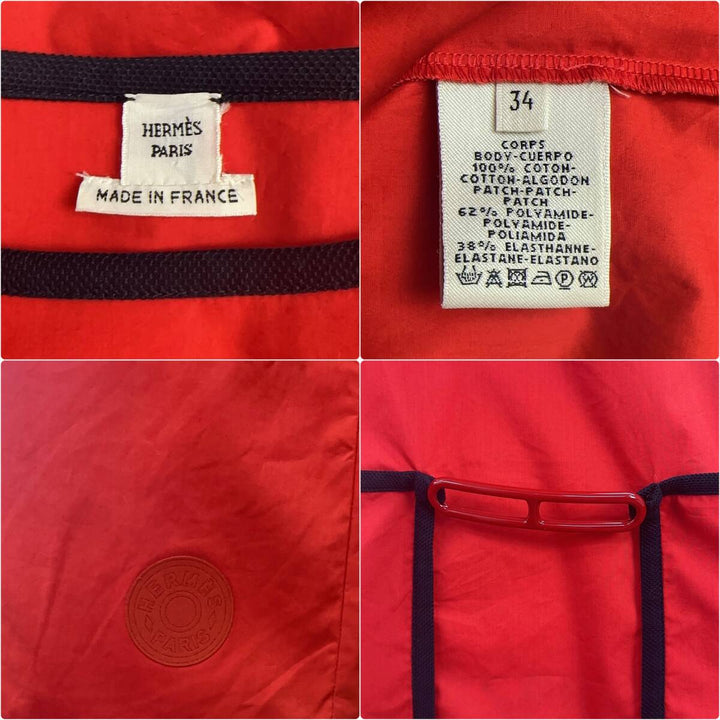 HERMÈS
PARIS
MADE IN FRANCE
34
CORPS
BODY-CUERPO
100% COTON-
COTTON-ALGODON
PATCH-PATCH-
PATCH
62% POLYAMIDE-
POLYAMIDE-
POLIAMIDA
38% ELASTHANNE-
ELASTANE-ELASTANO
P
HERMÈS
PARIS